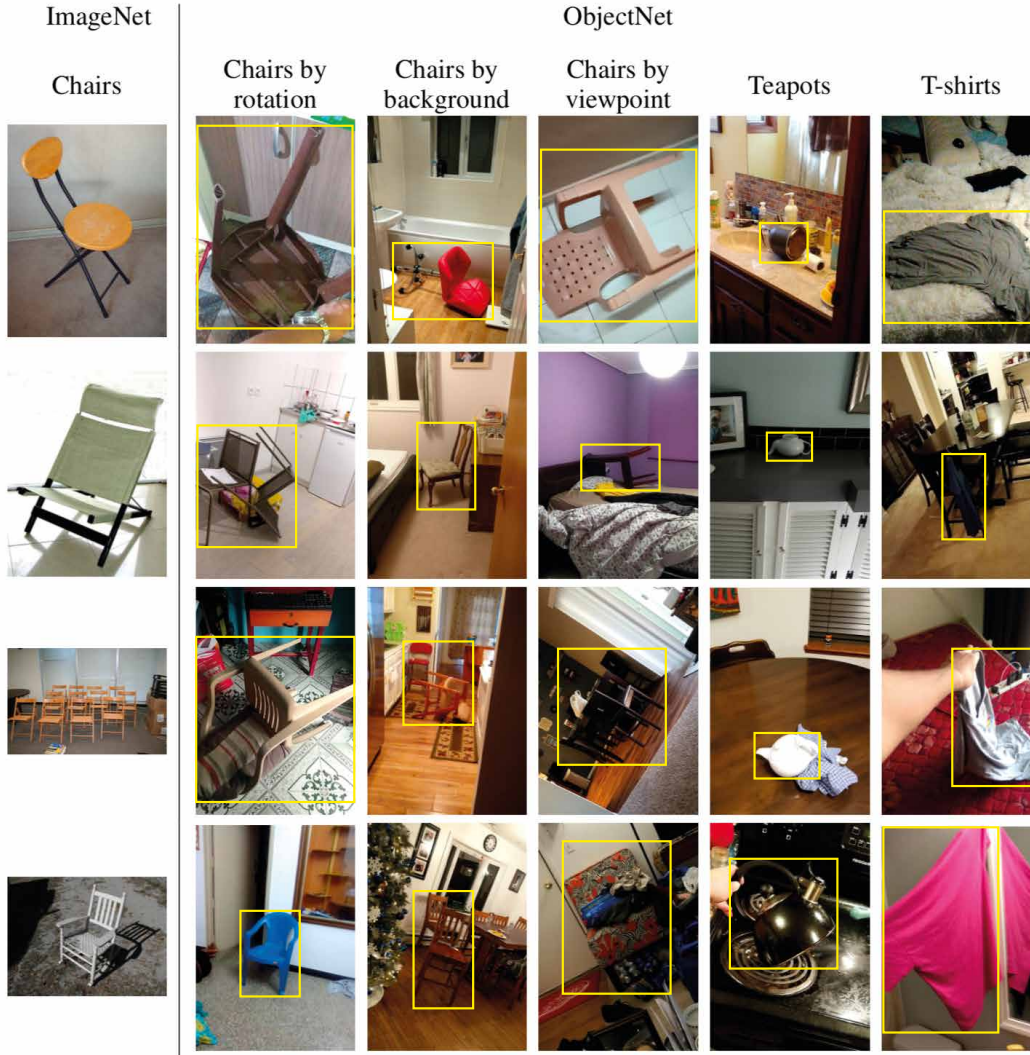 ImageNet
ObjectNet
Chairs
Chairs by
rotation
Chairs by
background
Chairs by
viewpoint
Teapots
T-shirts